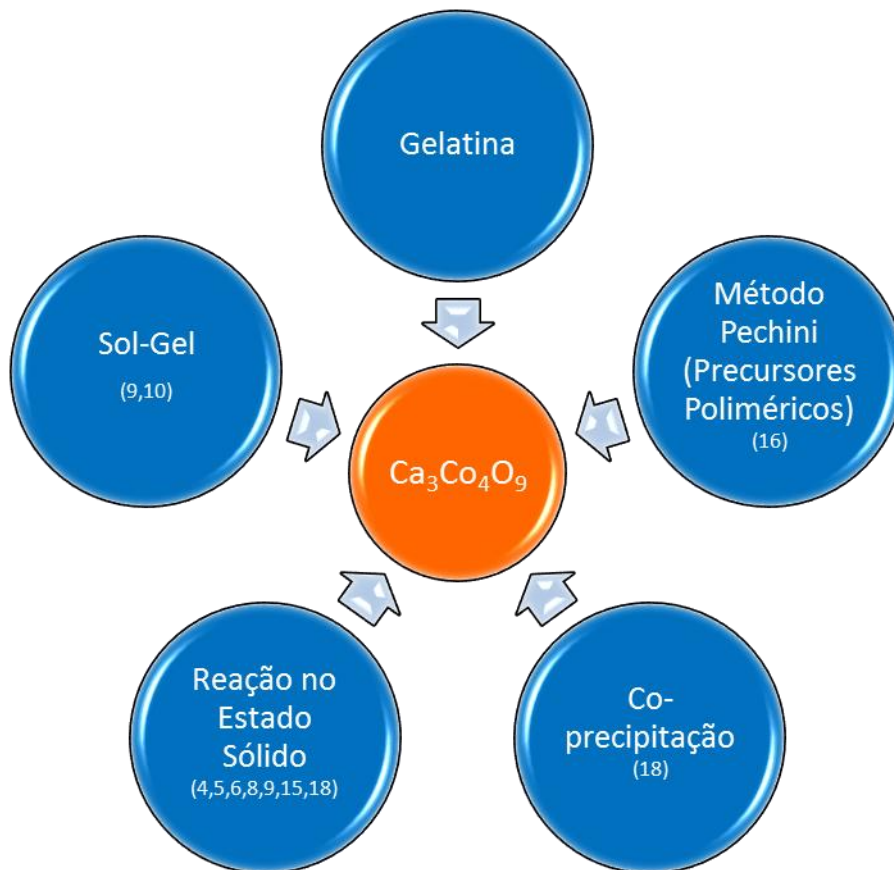 Gelatina
Sol-Gel
(9,10)
Método
Pechini
(Precursores
Poliméricos)
(16)
Ca₃Co₄O₉
Reação no
Estado
Sólido
(4,5,6,8,9,15,18)
Co-
precipitação
(18)